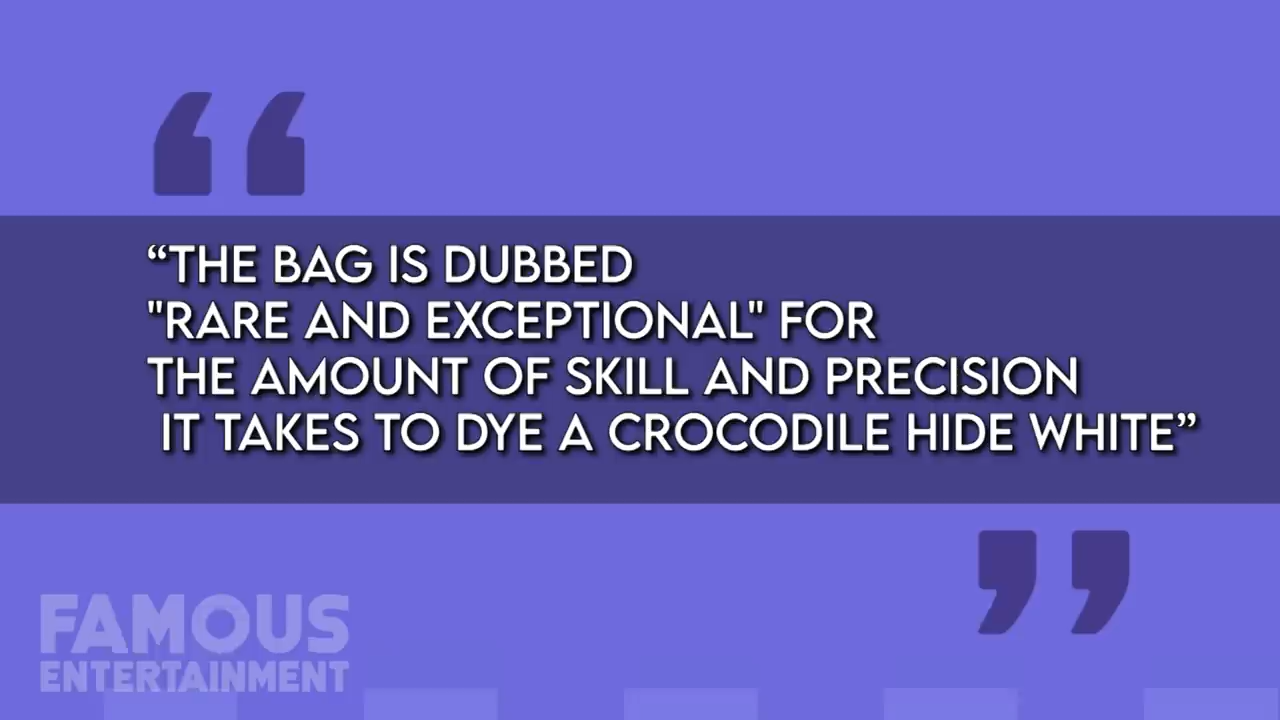 “THE BAG IS DUBBED
"RARE AND EXCEPTIONAL" FOR
THE AMOUNT OF SKILL AND PRECISION
IT TAKES TO DYE A CROCODILE HIDE WHITE”
FAMOUS
ENTERTAINMENT